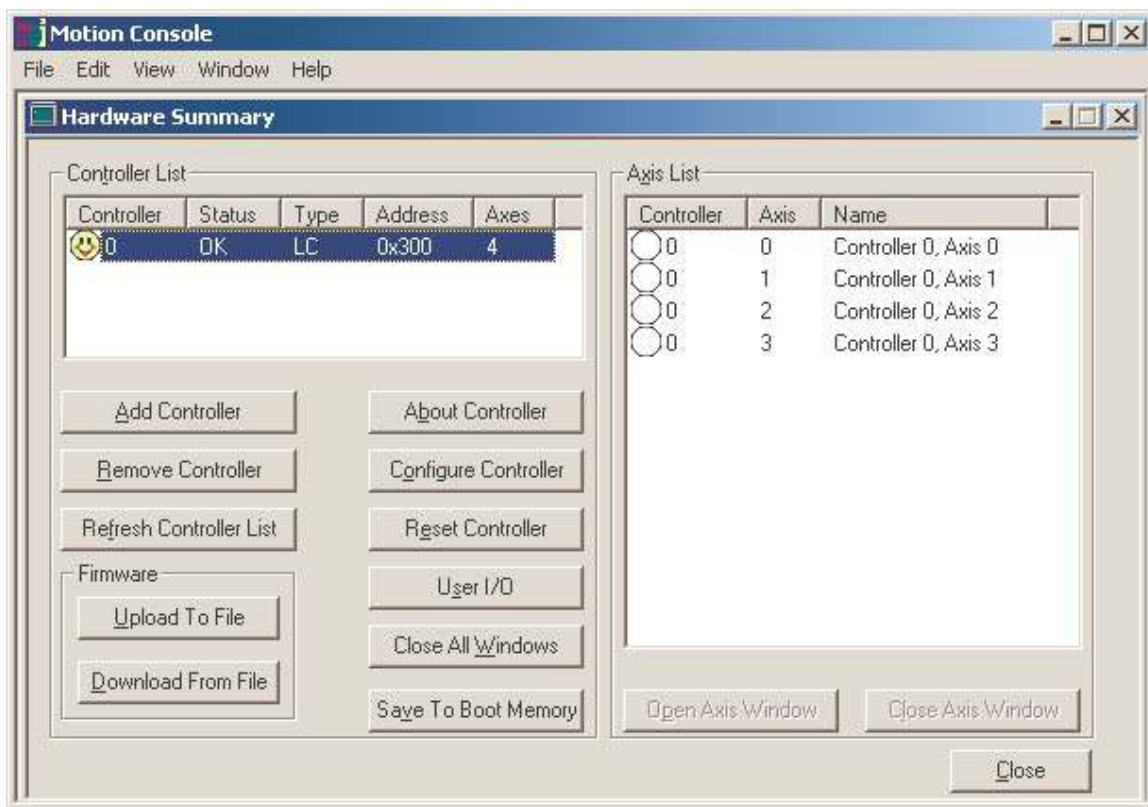 Motion Console
File Edit View Window Help
Hardware Summary
Controller List
Controller Status Type Address Axes
0 OK LC 0x300 4
Add Controller
About Controller
Remove Controller
Configure Controller
Refresh Controller List
Reset Controller
Firmware
Upload To File
Download From File
User I/O
Close All Windows
Save To Boot Memory
Axis List
Controller Axis Name
0 0 Controller 0, Axis 0
0 1 Controller 0, Axis 1
0 2 Controller 0, Axis 2
0 3 Controller 0, Axis 3
Open Axis Window
Close Axis Window
Close